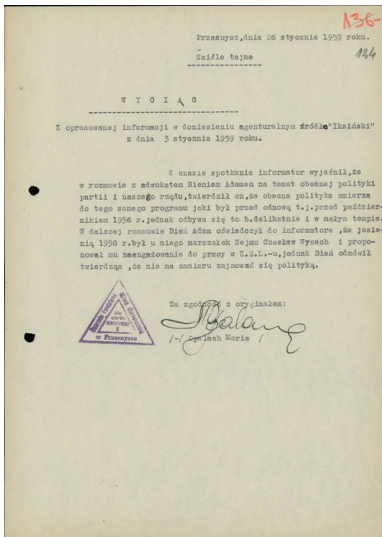 138-
Przasnysz,dnia 26 stycznia 1959 roku.
124
Ściśle tajne
W Y C I Ą G
Z opracowanej informacji w doniesieniu agenturalnym źródło"Iksiński"
z dnia 3 stycznia 1959 roku.
W czasie spotkania informator wyjaśnił,że
w rozmowie z adwokatem Bieniem Adamem na temat obecnej polityki
partii i naszego rządu,twierdził on,że obecna polityka zmierza
do tego samego programu jaki był przed odnową t.j.przed paździer-
nikiem 1956 r.jednak odbywa się to b.delikatnie i w małym tempie.
W dalszej rozmowie Bień Adam oświadczył do informatora ,że jesie-
nią 1958 r.był u niego marszałek Sejmu Czesław Wycech i propo-
nował mu zaangażowanie do pracy w Z.S.L.-u,jednak Bień odmówił
twierdząc ,że nie ma zamiaru zajmować się polityką.
Za zgodność z oryginałem:
/-/ Maria /
w Przasnyszu